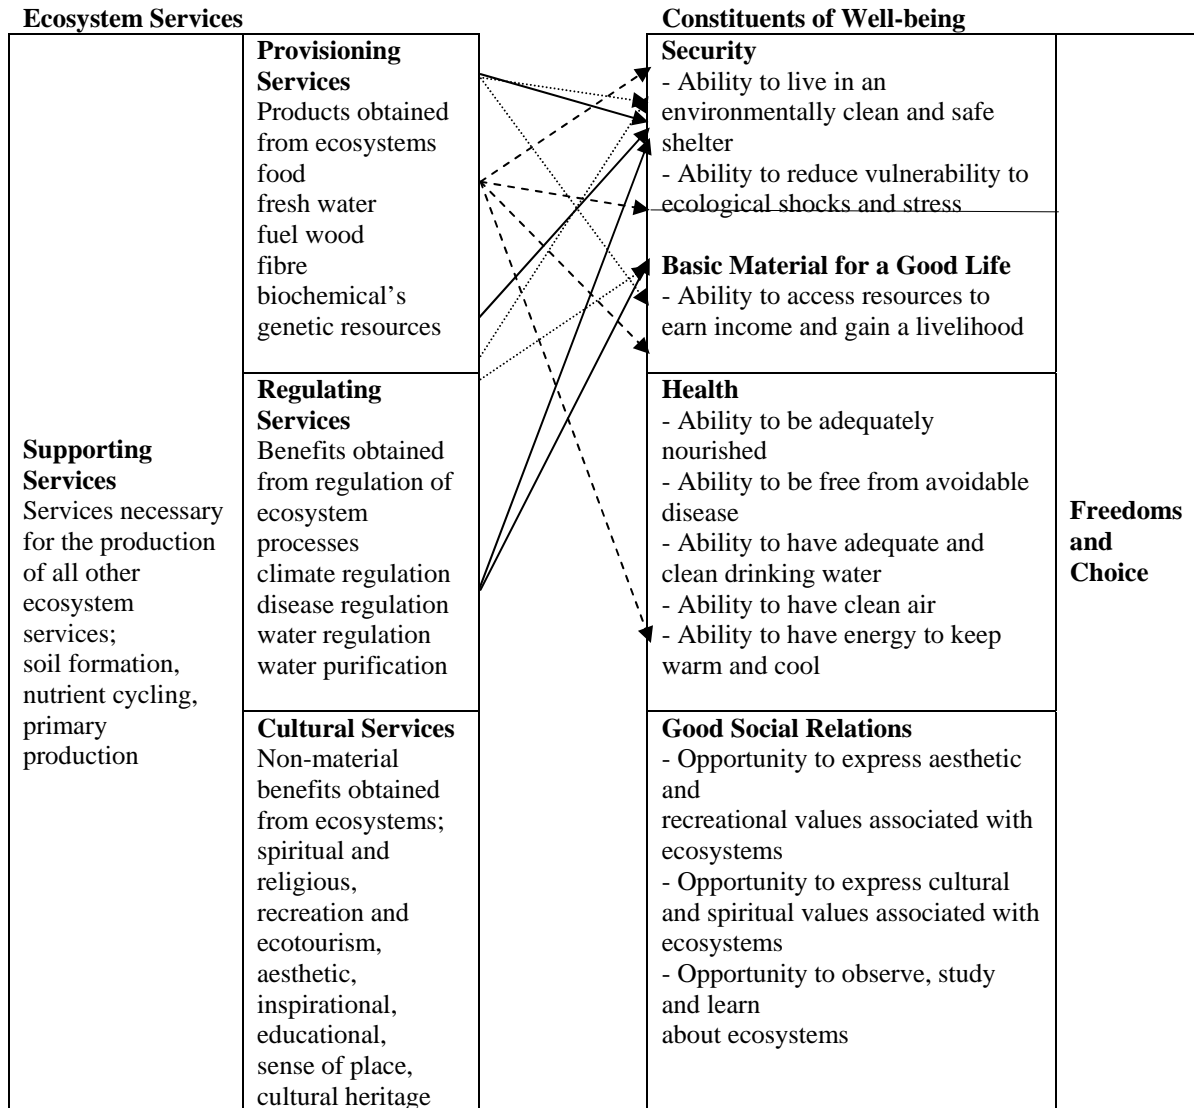 Ecosystem Services
Constituents of Well-being
Supporting
Services
Services necessary
for the production
of all other
ecosystem
services;
soil formation,
nutrient cycling,
primary
production
Provisioning
Services
Products obtained
from ecosystems
food
fresh water
fuel wood
fibre
biochemical’s
genetic resources
Regulating
Services
Benefits obtained
from regulation of
ecosystem
processes
climate regulation
disease regulation
water regulation
water purification
Cultural Services
Non-material
benefits obtained
from ecosystems;
spiritual and
religious,
recreation and
ecotourism,
aesthetic,
inspirational,
educational,
sense of place,
cultural heritage
Security
- Ability to live in an
environmentally clean and safe
shelter
- Ability to reduce vulnerability to
ecological shocks and stress
Basic Material for a Good Life
- Ability to access resources to
earn income and gain a livelihood
Health
- Ability to be adequately
nourished
- Ability to be free from avoidable
disease
- Ability to have adequate and
clean drinking water
- Ability to have clean air
- Ability to have energy to keep
warm and cool
Good Social Relations
- Opportunity to express aesthetic
and
recreational values associated with
ecosystems
- Opportunity to express cultural
and spiritual values associated with
ecosystems
- Opportunity to observe, study
and learn
about ecosystems
Freedoms
and
Choice